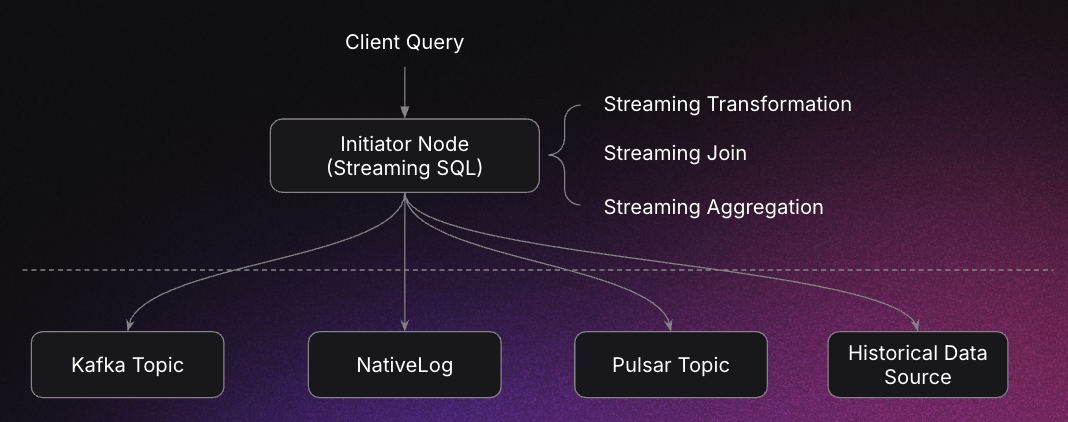 Client Query
Initiator Node
(Streaming SQL)
Streaming Transformation
Streaming Join
Streaming Aggregation
Kafka Topic
NativeLog
Pulsar Topic
Historical Data
Source